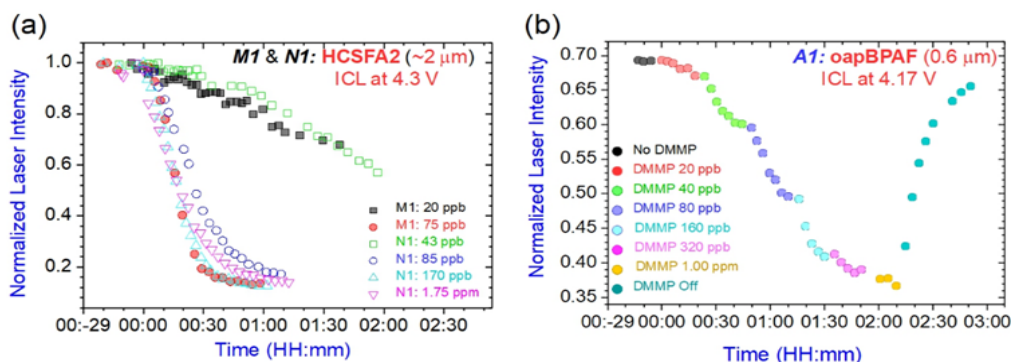 (a)
M1 & N1: HCSFA2 (~2 μm)
ICL at 4.3 V
Normalized Laser Intensity
1.0
0.8
0.6
0.4
0.2
M1: 20 ppb
M1: 75 ppb
N1: 43 ppb
N1: 85 ppb
N1: 170 ppb
N1: 1.75 ppm
00:-29 00:00 00:30 01:00 01:30 02:00 02:30
Time (HH:mm)
(b)
A1: oapBPAF (0.6 μm)
ICL at 4.17 V
Normalized Laser Intensity
0.70
0.65
0.60
0.55
0.50
0.45
0.40
0.35
No DMMP
DMMP 20 ppb
DMMP 40 ppb
DMMP 80 ppb
DMMP 160 ppb
DMMP 320 ppb
DMMP 1.00 ppm
DMMP Off
00:-29 00:00 00:30 01:00 01:30 02:00 02:30 03:00
Time (HH:mm)